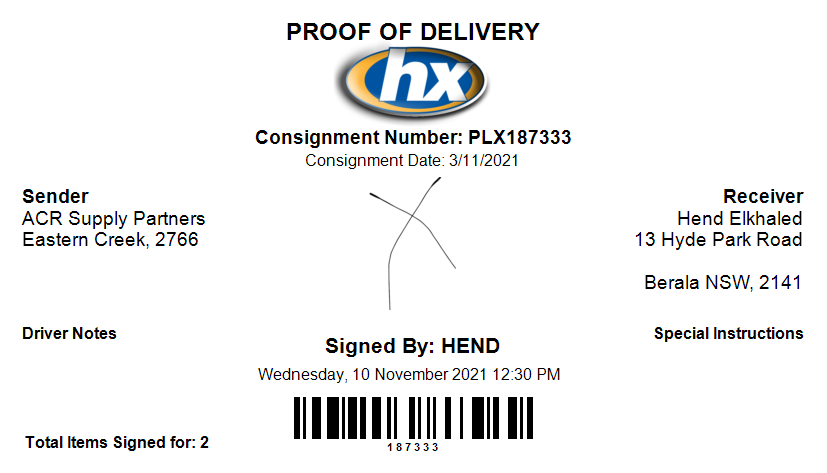 PROOF OF DELIVERY
hx
Consignment Number: PLX187333
Consignment Date: 3/11/2021
Sender
ACR Supply Partners
Eastern Creek, 2766
Receiver
Hend Elkhaled
13 Hyde Park Road
Berala NSW, 2141
Driver Notes
Special Instructions
Signed By: HEND
Wednesday, 10 November 2021 12:30 PM
187333
Total Items Signed for: 2